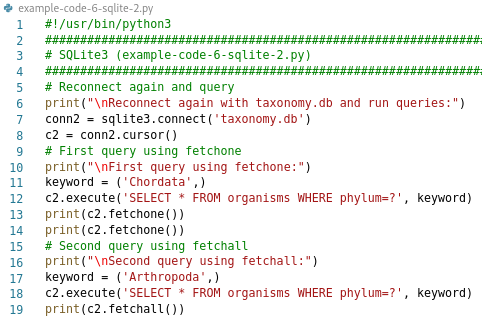 example-code-6-sqlite-2.py
1 #!/usr/bin/python3
2 ################################################################
3 # SQLite3 (example-code-6-sqlite-2.py)
4 ################################################################
5 # Reconnect again and query
6 print("\nReconnect again with taxonomy.db and run queries:")
7 conn2 = sqlite3.connect('taxonomy.db')
8 c2 = conn2.cursor()
9 # First query using fetchone
10 print("\nFirst query using fetchone:")
11 keyword = ('Chordata',)
12 c2.execute('SELECT * FROM organisms WHERE phylum=?', keyword)
13 print(c2.fetchone())
14 print(c2.fetchone())
15 # Second query using fetchall
16 print("\nSecond query using fetchall:")
17 keyword = ('Arthropoda',)
18 c2.execute('SELECT * FROM organisms WHERE phylum=?', keyword)
19 print(c2.fetchall())